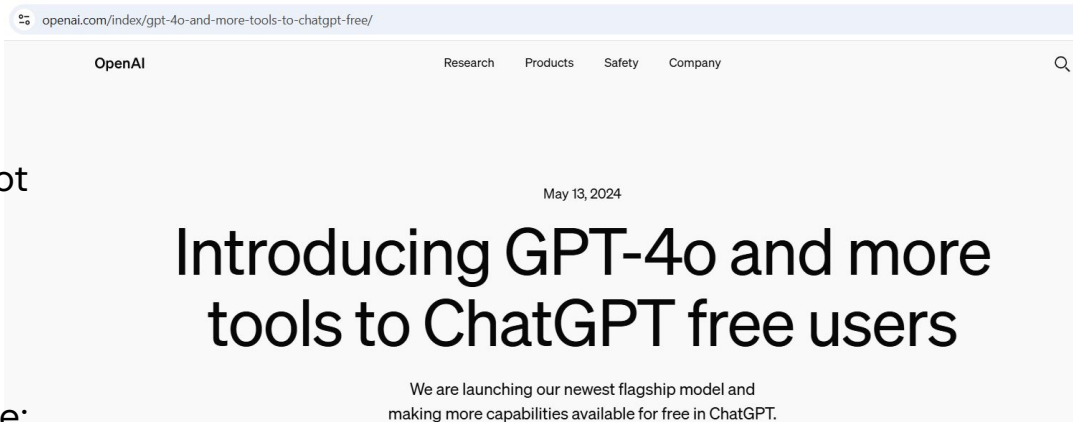 openai.com/index/gpt-4o-and-more-tools-to-chatgpt-free/
OpenAI Research Products Safety Company
May 13, 2024
Introducing GPT-4o and more
tools to ChatGPT free users
We are launching our newest flagship model and
making more capabilities available for free in ChatGPT.